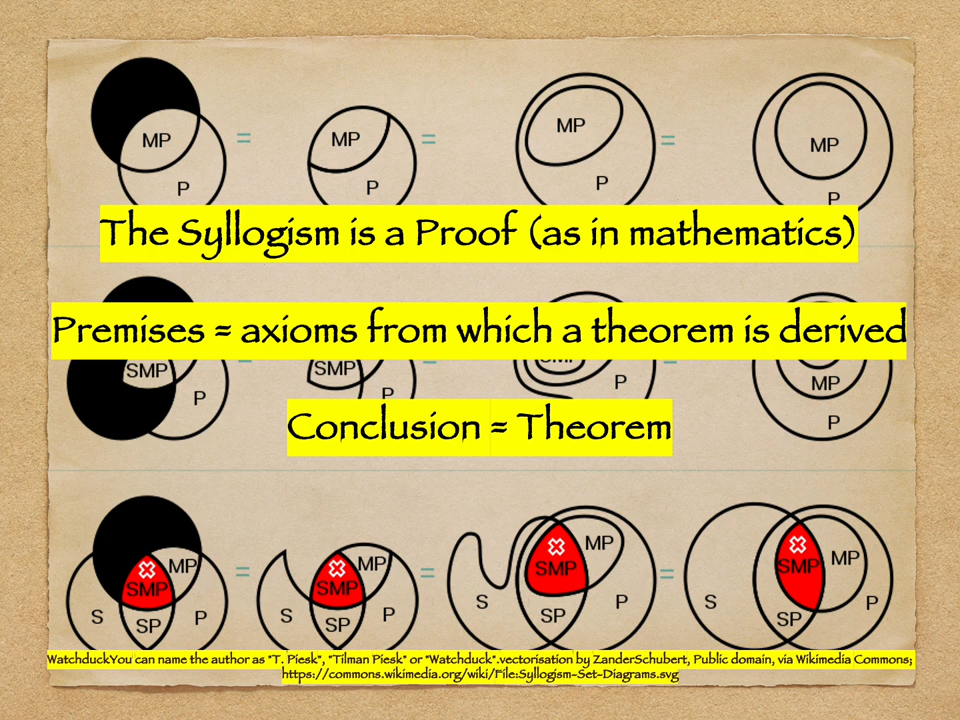 MP = MP = MP = MP
P P P P
The Syllogism is a Proof (as in mathematics)
Premises = axioms from which a theorem is derived
SMP SMP P MP
P P P
Conclusion = Theorem
MP MP MP MP
= = =
SMP SMP SMP SMP
S P S P S P S P
SP SP SP SP
WatchduckYou can name the author as "T. Piesk", "Tilman Piesk" or "Watchduck".vectorisation by ZanderSchubert, Public domain, via Wikimedia Commons;
https://commons.wikimedia.org/wiki/File:Syllogism-Set-Diagrams.svg